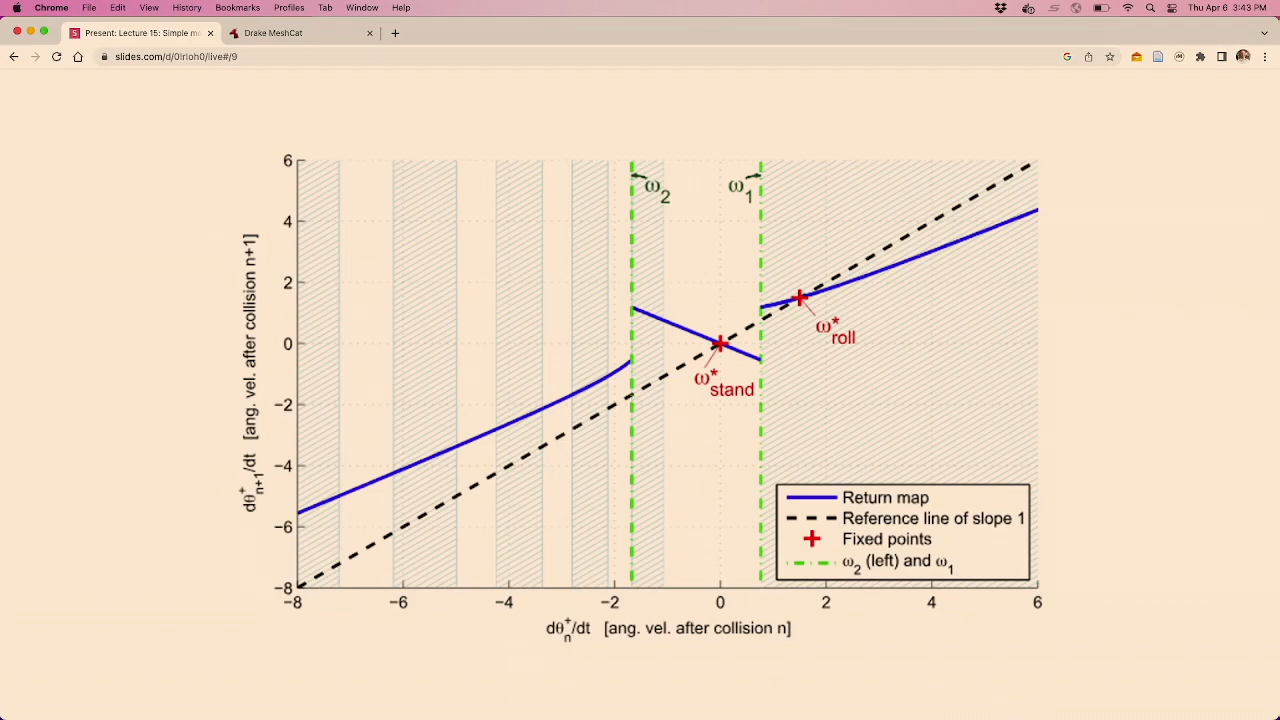 Chrome File Edit View History Bookmarks Profiles Tab Window Help Thu Apr 6 3:43 PM
Present: Lecture 15: Simple m Drake MeshCat
slides.com/d/0lrIoh0/live#/9
ω2 ω1
6
4
2
0
−2
−4
−6
−8
dθ+n+1/dt [ang. vel. after collision n+1]
ω*roll
ω*stand
Return map
Reference line of slope 1
Fixed points
ω2 (left) and ω1
−8 −6 −4 −2 0 2 4 6
dθ+n/dt [ang. vel. after collision n]